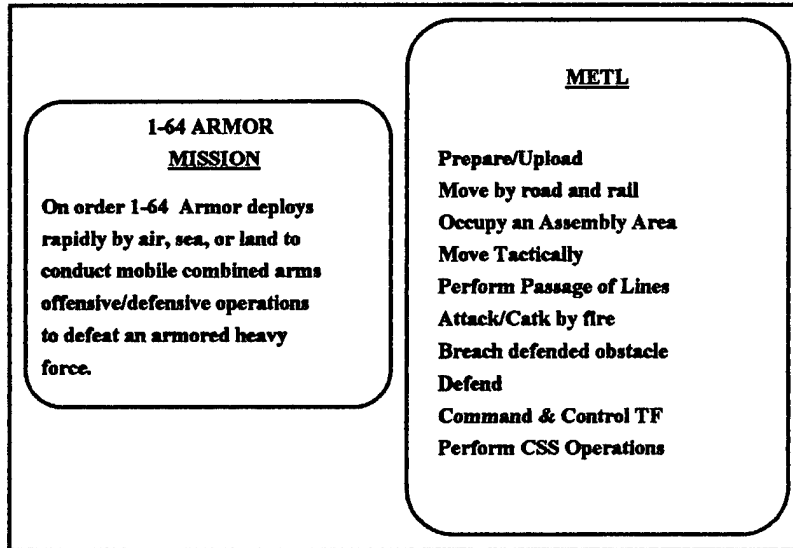 1-64 ARMOR
MISSION
On order 1-64 Armor deploys
rapidly by air, sea, or land to
conduct mobile combined arms
offensive/defensive operations
to defeat an armored heavy
force.
METL
Prepare/Upload
Move by road and rail
Occupy an Assembly Area
Move Tactically
Perform Passage of Lines
Attack/Catk by fire
Breach defended obstacle
Defend
Command & Control TF
Perform CSS Operations